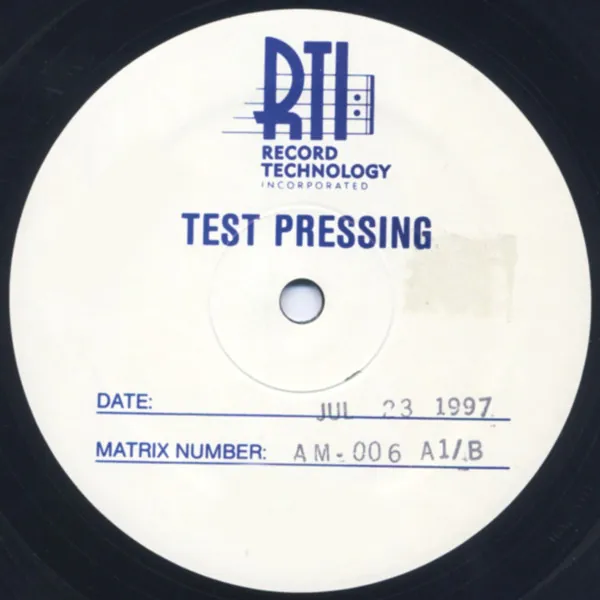 RTI
RECORD
TECHNOLOGY
INCORPORATED
TEST PRESSING
DATE: JUL 23 1997
MATRIX NUMBER: AM-006 A1/B